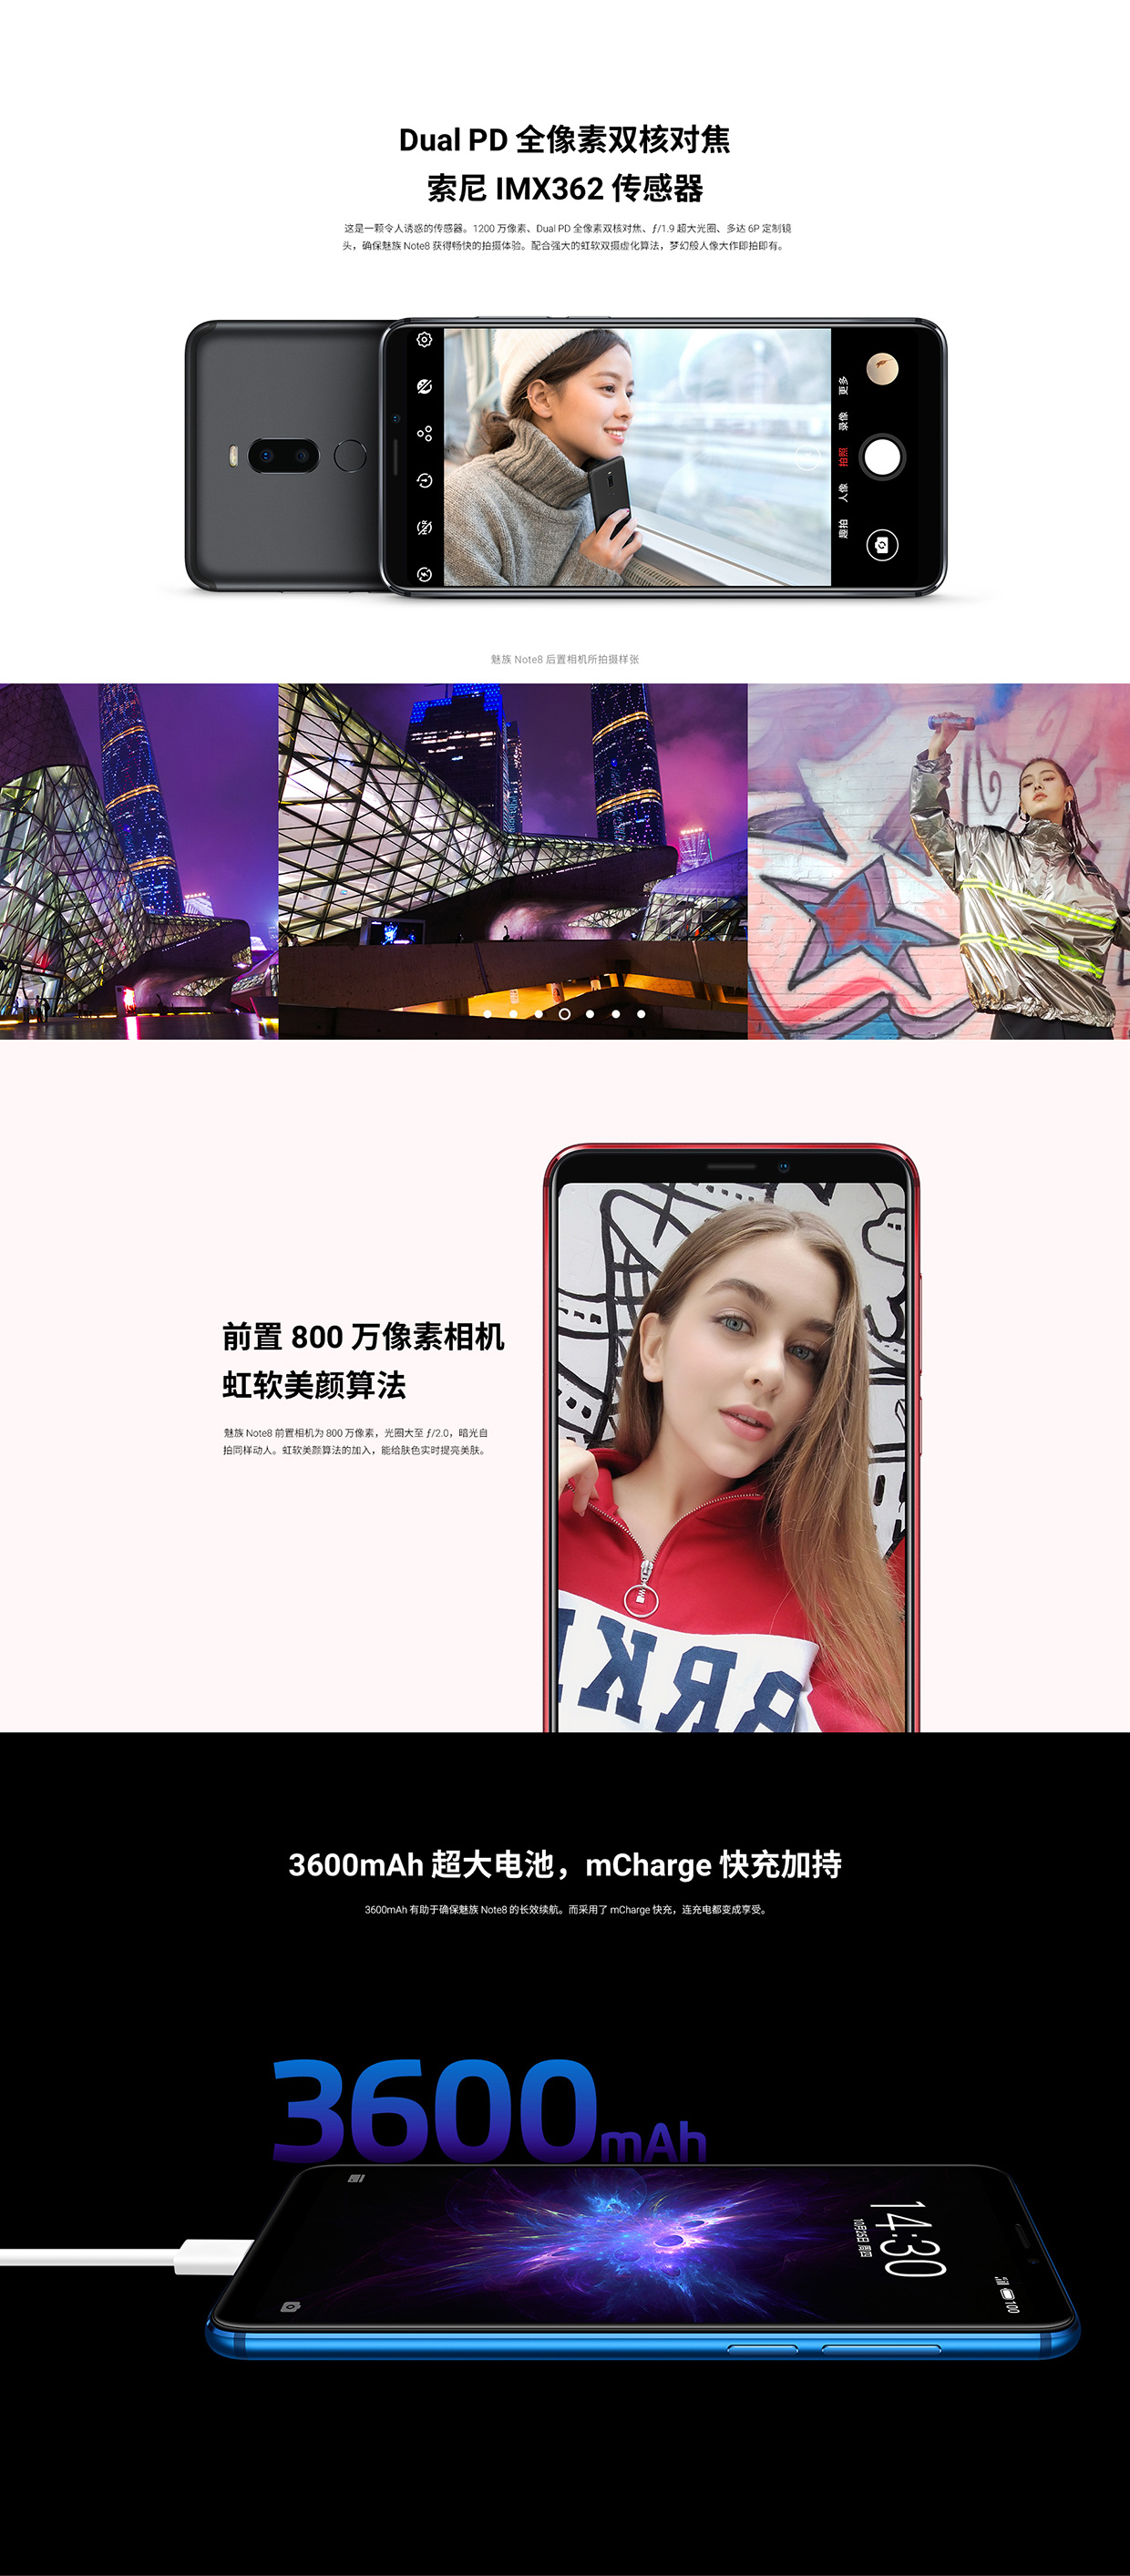 Dual PD 全像素双核对焦
索尼 IMX362 传感器
这是一颗令人诱惑的传感器。1200 万像素、Dual PD 全像素双核对焦、ƒ/1.9 超大光圈、多达 6P 定制镜
头，确保魅族 Note8 获得畅快的拍摄体验。配合强大的虹软双摄虚化算法，梦幻般人像大作即拍即有。
更多
录像
拍照
人像
趣拍
魅族 Note8 后置相机所拍摄样张
前置 800 万像素相机
虹软美颜算法
魅族 Note8 前置相机为 800 万像素，光圈大至 ƒ/2.0，暗光自
拍同样动人。虹软美颜算法的加入，能给肤色实时提亮美肤。
3600mAh 超大电池，mCharge 快充加持
3600mAh 有助于确保魅族 Note8 的长效续航。而采用了 mCharge 快充，连充电都变成享受。
3600mAh
14:30
10月25日 周四
100